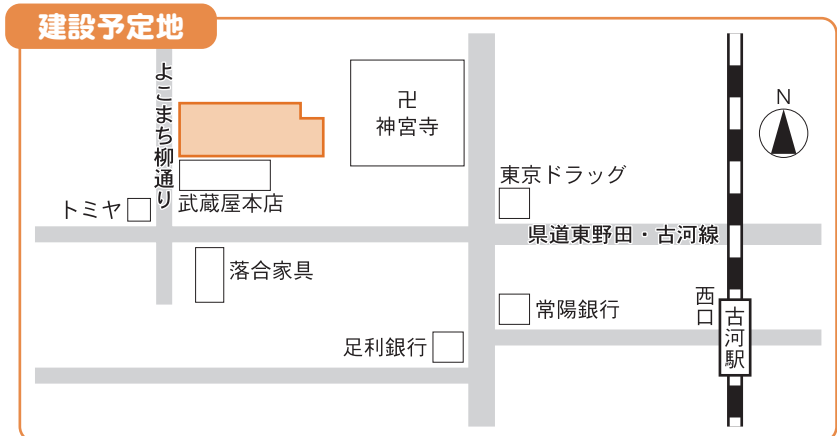 建設予定地
よこまち柳通り
卍
神宮寺
N
東京ドラッグ
トミヤ
武蔵屋本店
県道東野田・古河線
落合家具
西口
常陽銀行
古河駅
足利銀行